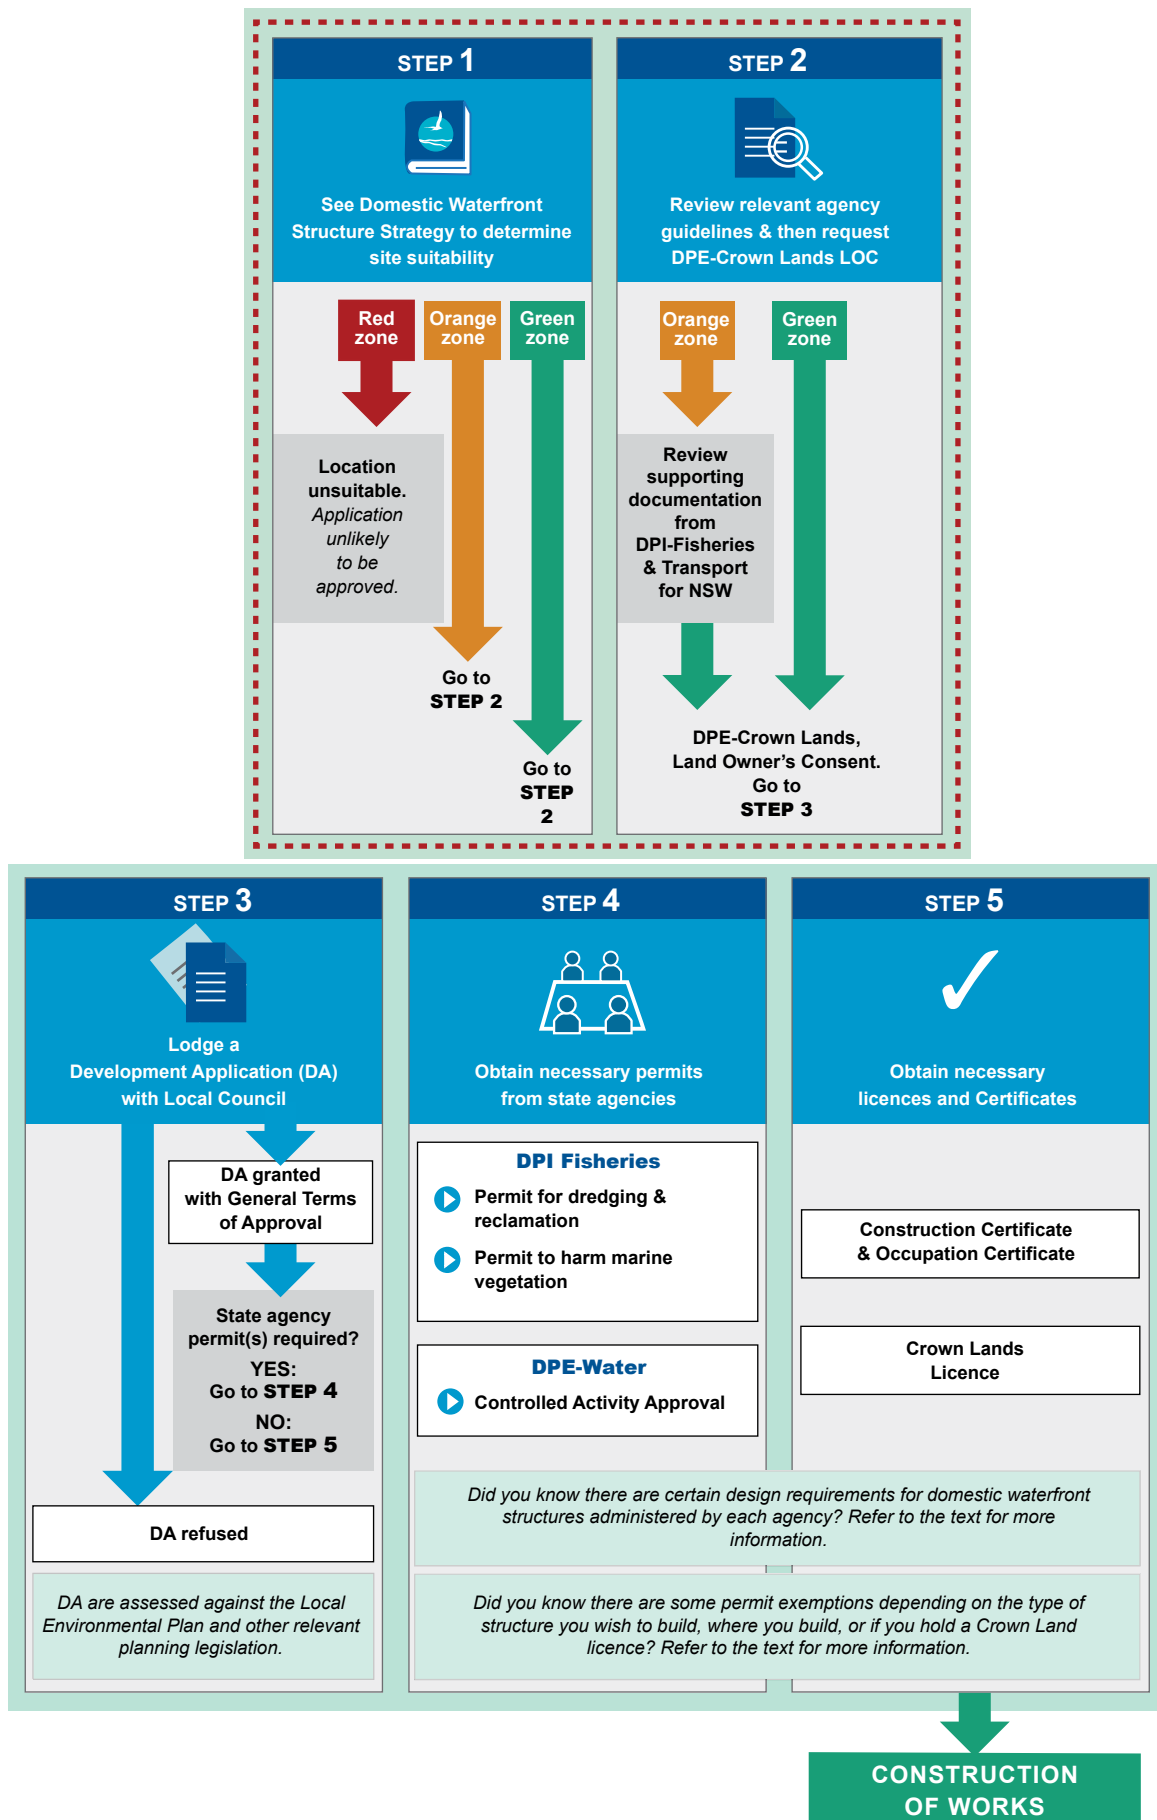 STEP 1
See Domestic Waterfront
Structure Strategy to determine
site suitability
Red
zone
Orange
zone
Green
zone
Location
unsuitable.
Application
unlikely
to be
approved.
Go to
STEP 2
Go to
STEP
2
STEP 2
Review relevant agency
guidelines & then request
DPE-Crown Lands LOC
Orange
zone
Green
zone
Review
supporting
documentation
from
DPI-Fisheries
& Transport
for NSW
DPE-Crown Lands,
Land Owner's Consent.
Go to
STEP 3
STEP 3
Lodge a
Development Application (DA)
with Local Council
DA granted
with General Terms
of Approval
State agency
permit(s) required?
YES:
Go to STEP 4
NO:
Go to STEP 5
DA refused
DA are assessed against the Local
Environmental Plan and other relevant
planning legislation.
STEP 4
Obtain necessary permits
from state agencies
DPI Fisheries
Permit for dredging &
reclamation
Permit to harm marine
vegetation
DPE-Water
Controlled Activity Approval
STEP 5
Obtain necessary
licences and Certificates
Construction Certificate
& Occupation Certificate
Crown Lands
Licence
Did you know there are certain design requirements for domestic waterfront
structures administered by each agency? Refer to the text for more
information.
Did you know there are some permit exemptions depending on the type of
structure you wish to build, where you build, or if you hold a Crown Land
licence? Refer to the text for more information.
CONSTRUCTION
OF WORKS